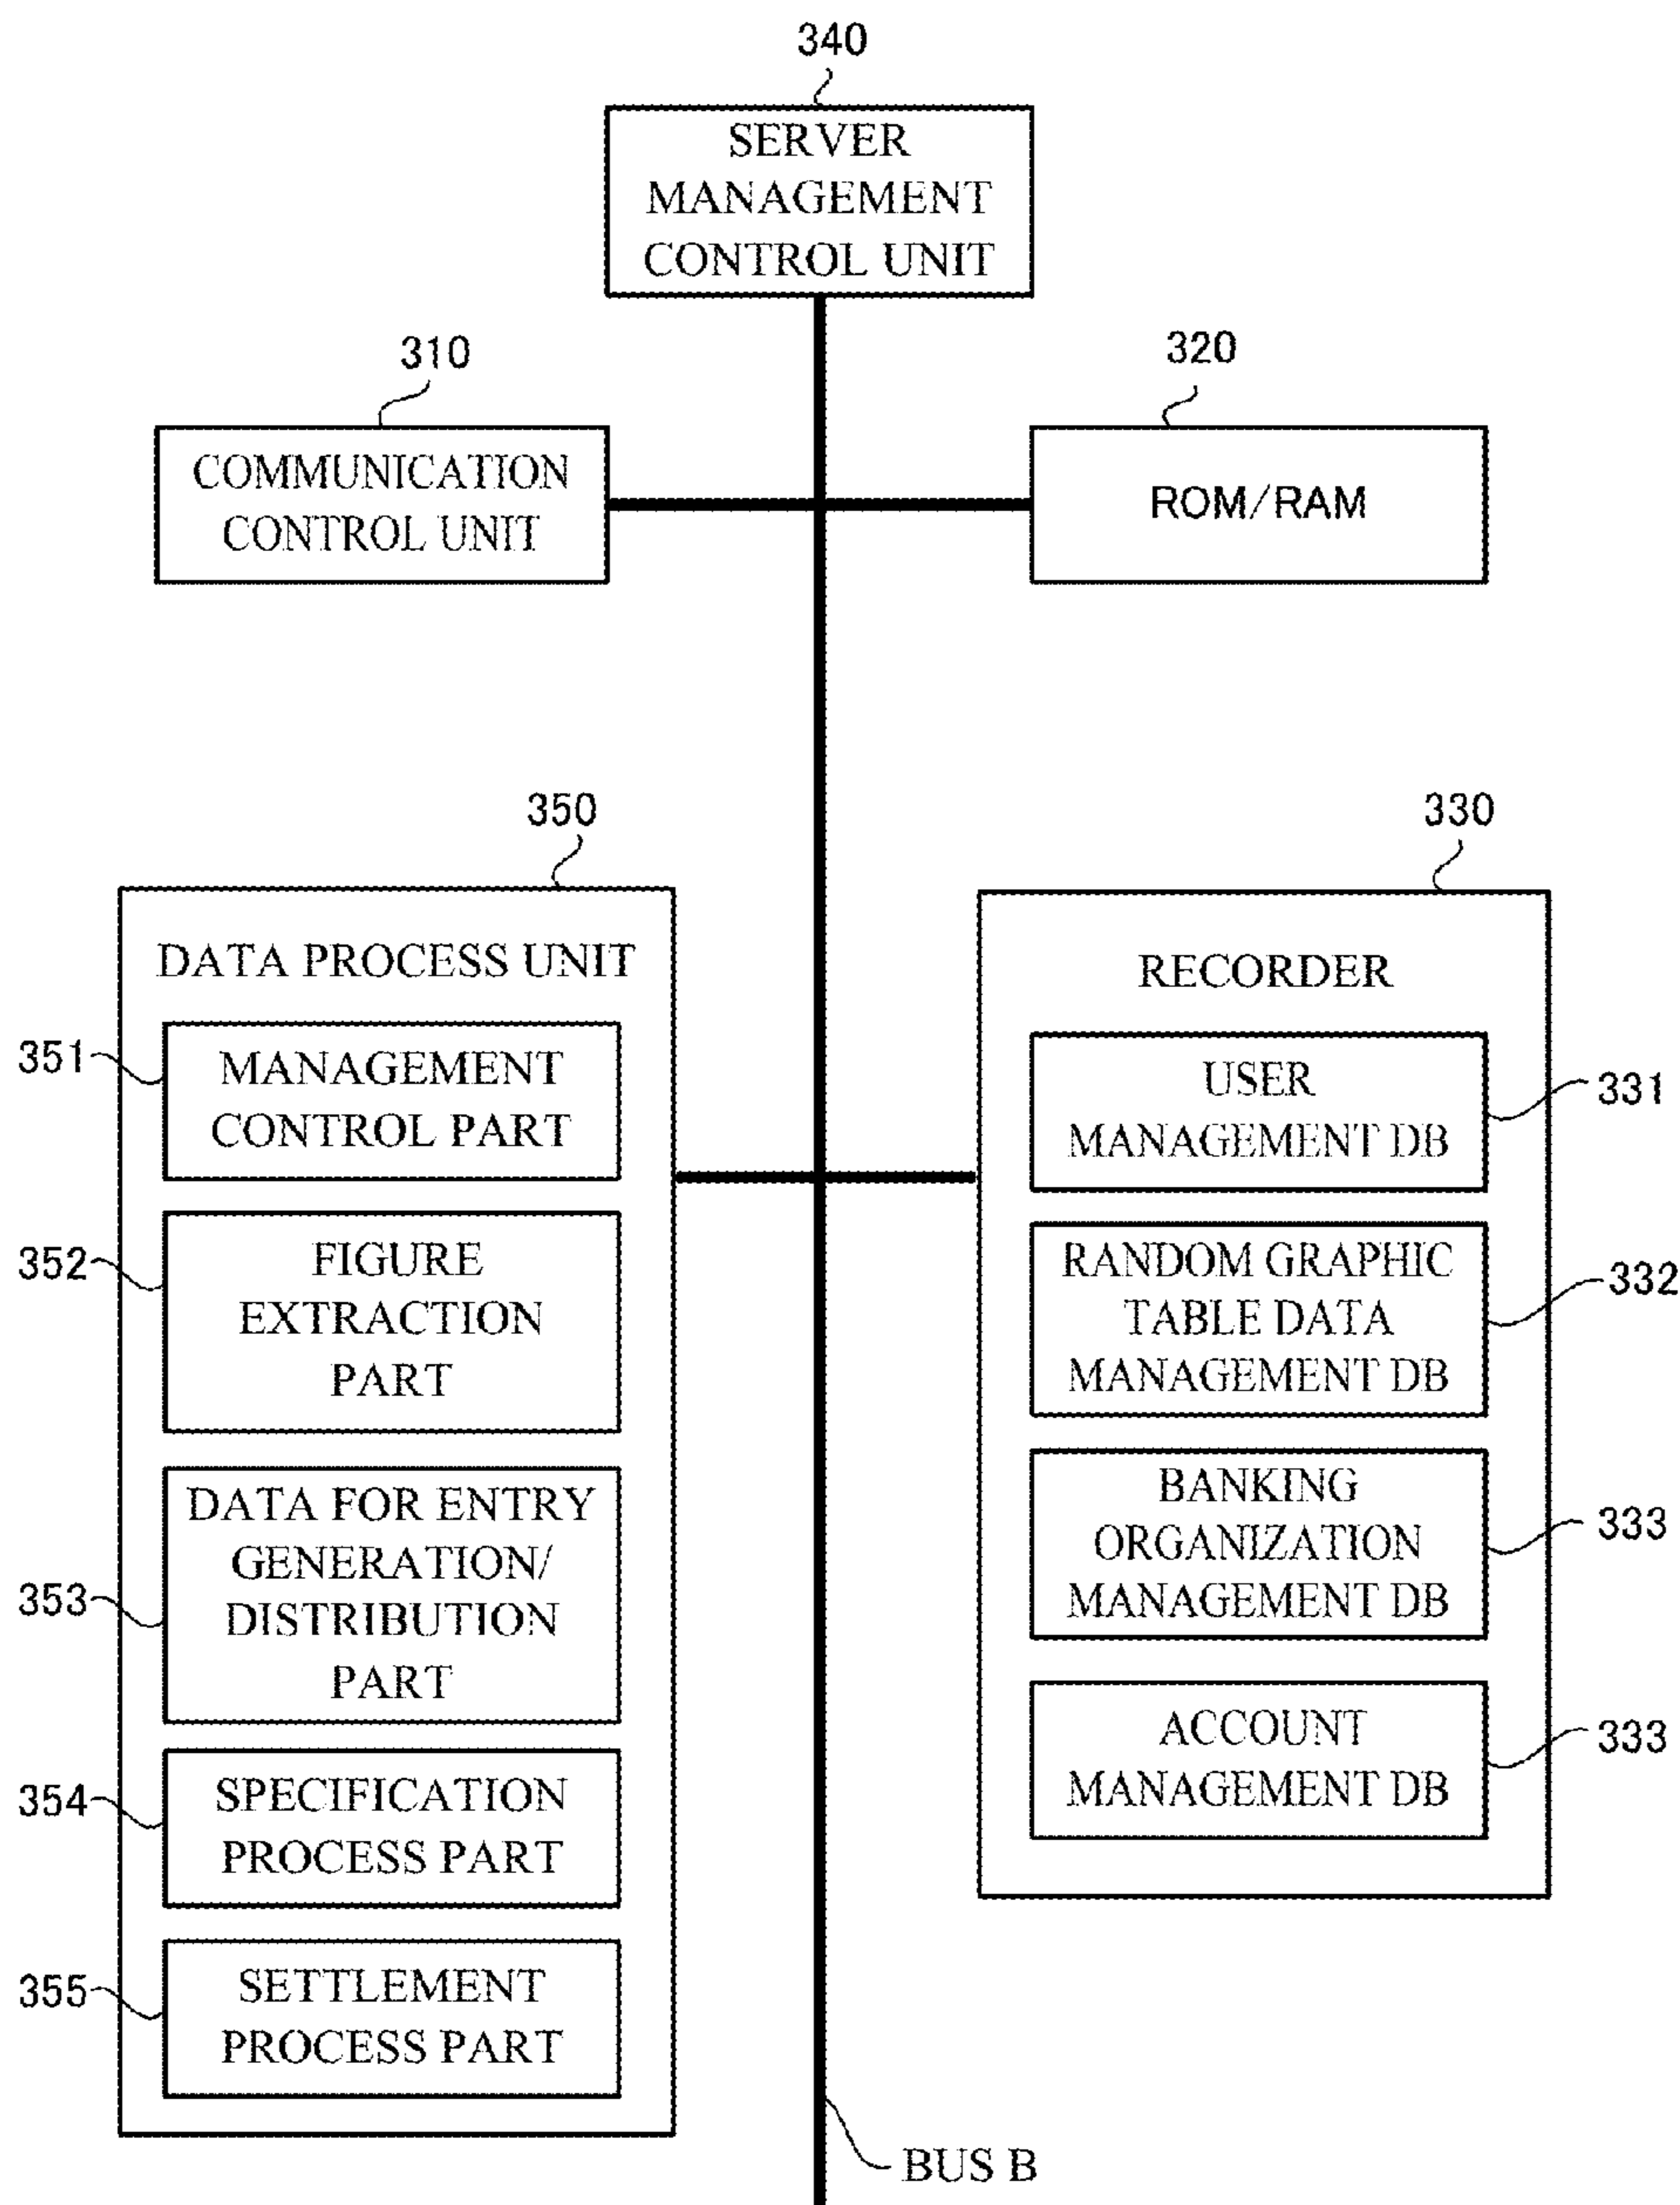 340
SERVER
MANAGEMENT
CONTROL UNIT
310
COMMUNICATION
CONTROL UNIT
320
ROM/RAM
350
DATA PROCESS UNIT
351
MANAGEMENT
CONTROL PART
352
FIGURE
EXTRACTION
PART
353
DATA FOR ENTRY
GENERATION/
DISTRIBUTION
PART
354
SPECIFICATION
PROCESS PART
355
SETTLEMENT
PROCESS PART
330
RECORDER
USER
MANAGEMENT DB
331
RANDOM GRAPHIC
TABLE DATA
MANAGEMENT DB
332
BANKING
ORGANIZATION
MANAGEMENT DB
333
ACCOUNT
MANAGEMENT DB
333
BUS B